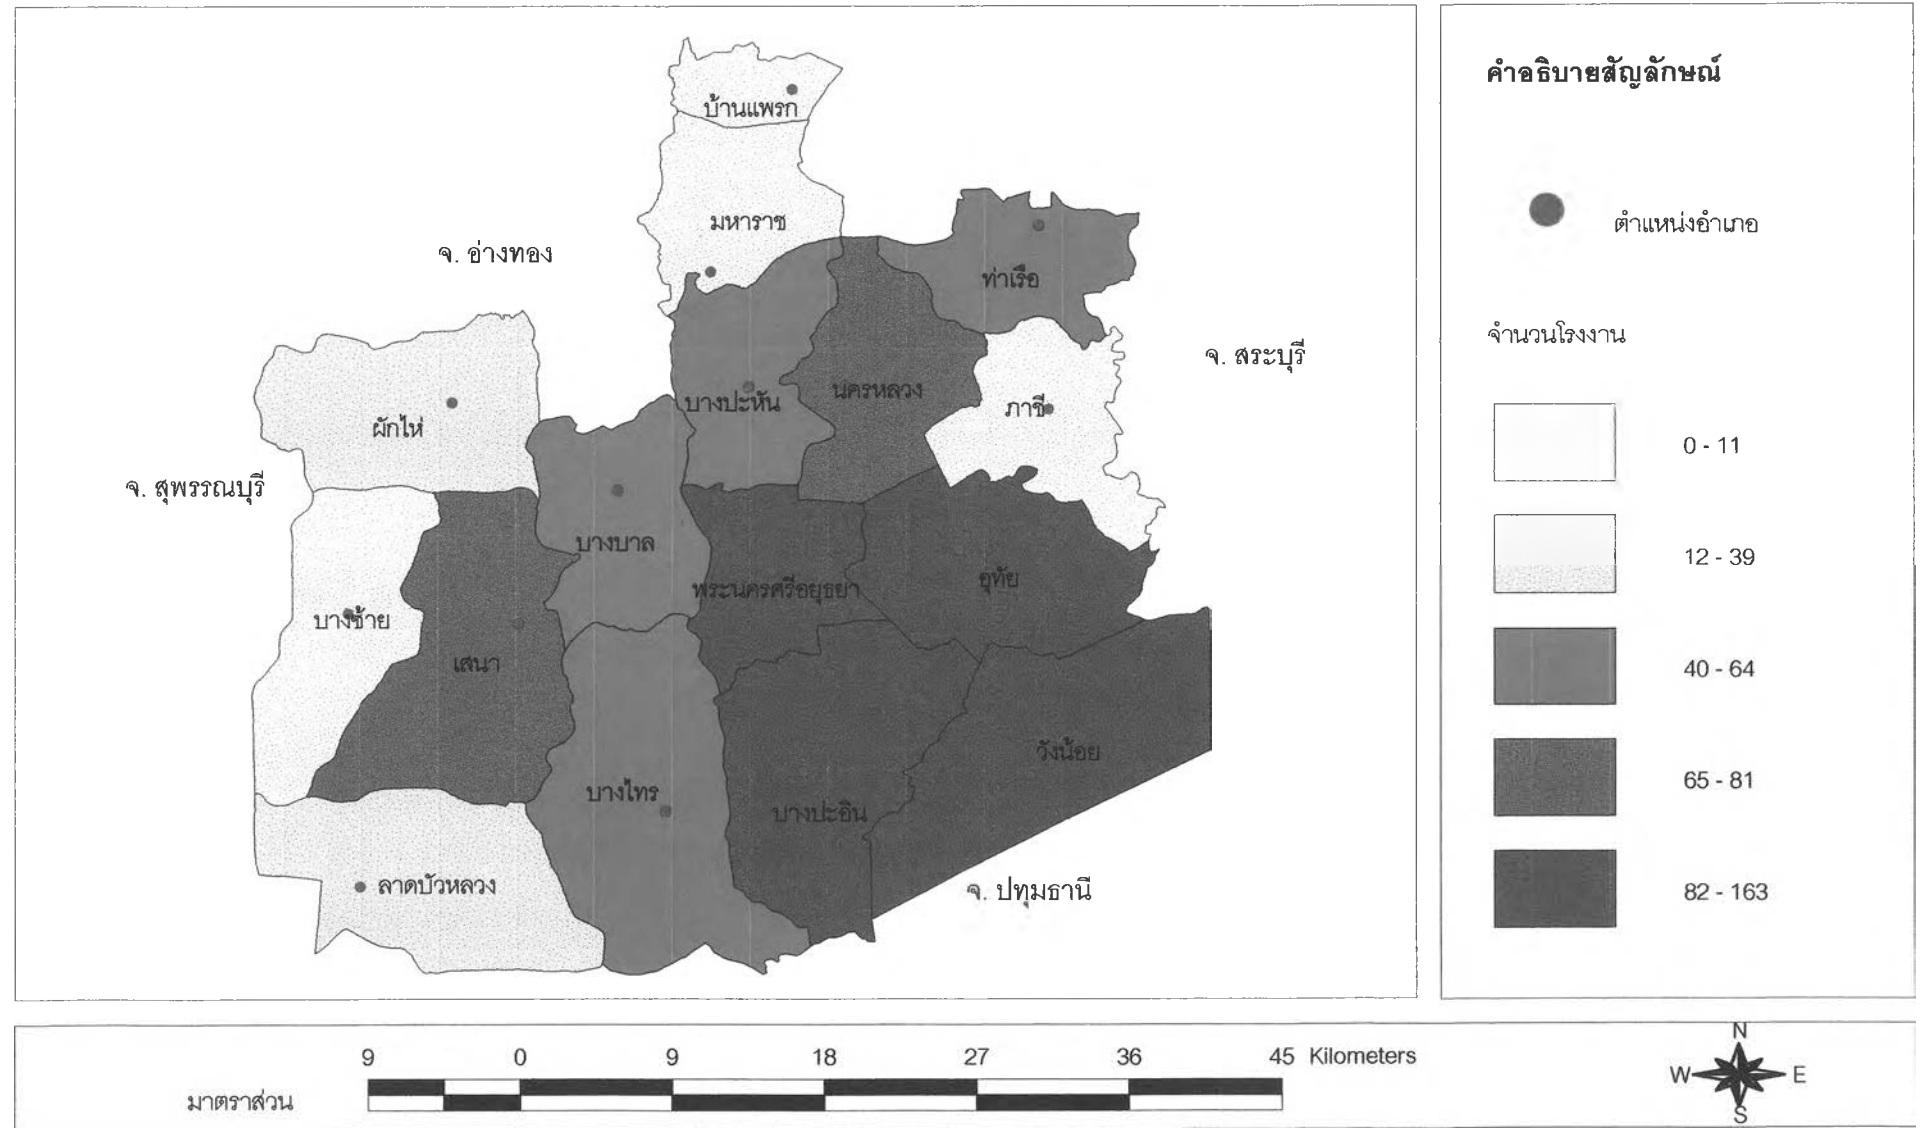 บ้านแพรก
มหาราช
จ. อ่างทอง
ท่าเรือ
จ. สระบุรี
บางปะหัน
นครหลวง
ภาชี
ผักไห่
จ. สุพรรณบุรี
บางบาล
พระนครศรีอยุธยา
อุทัย
บางซ้าย
เสนา
วังน้อย
บางไทร
บางปะอิน
ลาดบัวหลวง
จ. ปทุมธานี
คำอธิบายสัญลักษณ์
ตำแหน่งอำเภอ
จำนวนโรงงาน
0 - 11
12 - 39
40 - 64
65 - 81
82 - 163
9 0 9 18 27 36 45 Kilometers
มาตราส่วน
N
W E
S